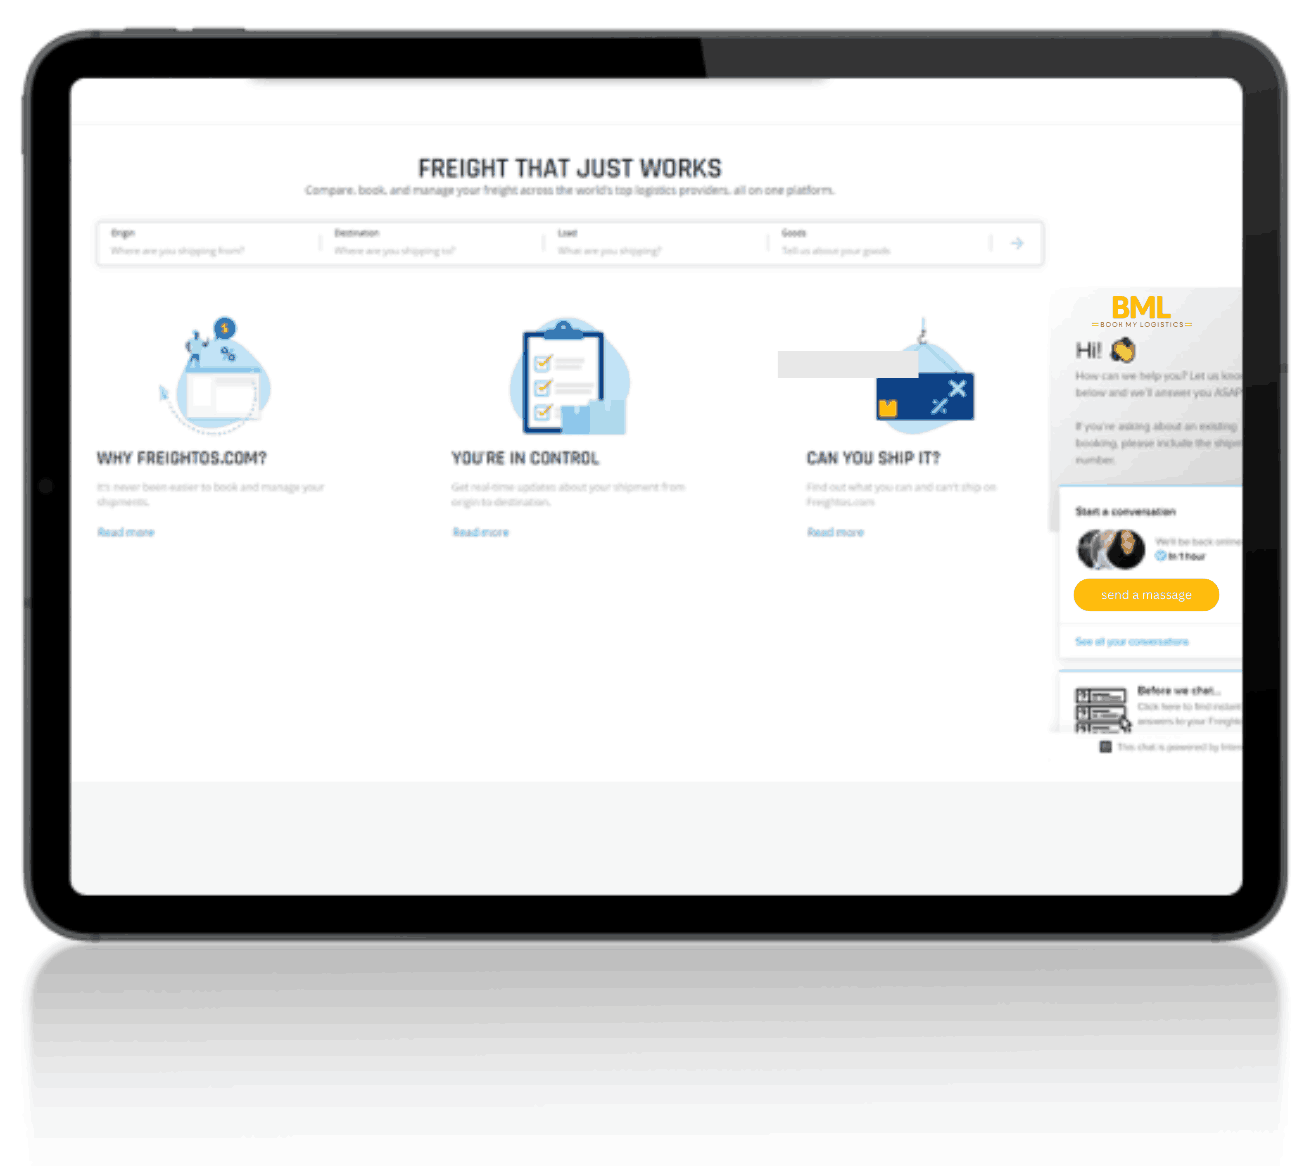 FREIGHT THAT JUST WORKS
Compare, book, and manage your freight across the world's top logistics providers, all on one platform.
Origin
Where are you shipping from?
Destination
Where are you shipping to?
Load
What are you shipping?
Goods
Tell us about your goods
WHY FREIGHTOS.COM?
It's never been easier to book and manage your
shipments.
Read more
YOU'RE IN CONTROL
Get real-time updates about your shipment from
origin to destination.
Read more
CAN YOU SHIP IT?
Find out what you can and can't ship on
Freightos.com
Read more
BML
BOOK MY LOGISTICS
Hi!
How can we help you? Let us kno
below and we'll answer you ASAP
If you're asking about an existing
booking, please include the shipm
number.
Start a conversation
We'll be back online
In 1 hour
send a massage
See all your conversations
Before we chat...
Click here to find instant
answers to your Freighto
This chat is powered by Inter